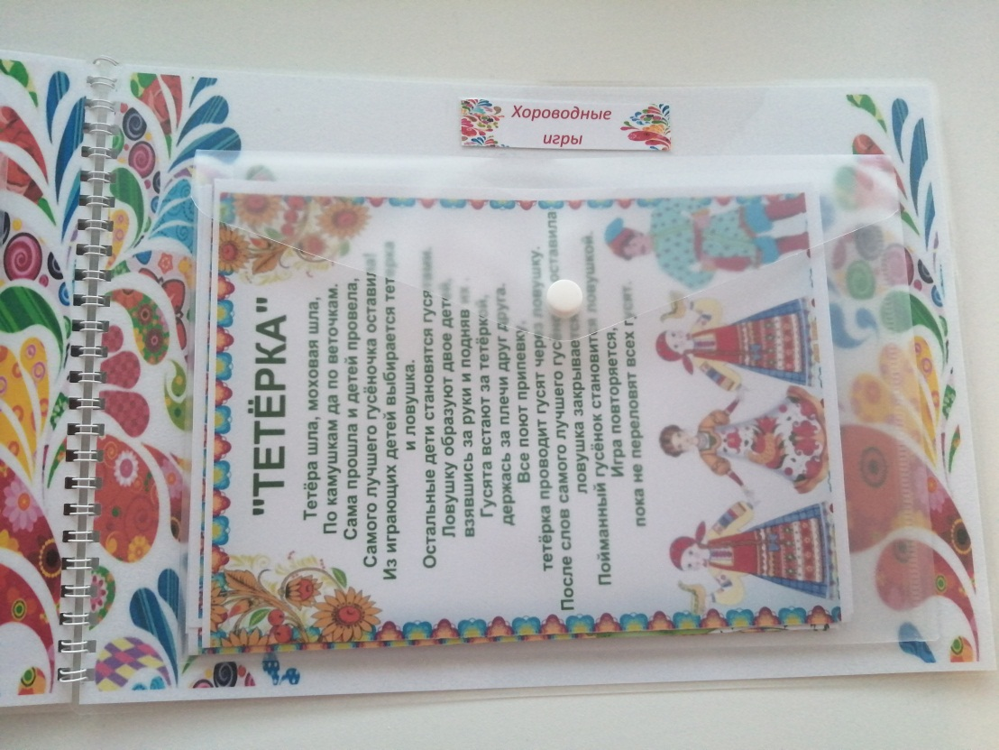 Хороводные
игры
"ТЕТЁРКА"
Тетёра шла, моховая шла,
По камушкам да по веточкам.
Сама прошла и детей провела,
Самого лучшего гусёночка оставила!
Из играющих детей выбирается тетёрка
и ловушка.
Остальные дети становятся гусятами.
Ловушку образуют двое детей,
взявшись за руки и подняв их.
Гусята встают за тетёркой,
держась за плечи друг друга.
Все поют припевку,
тетёрка проводит гусят через ловушку.
После слов самого лучшего оставила
ловушка закрывается
Пойманный гусёнок становится ловушкой.
Игра повторяется,
пока не переловят всех гусят.